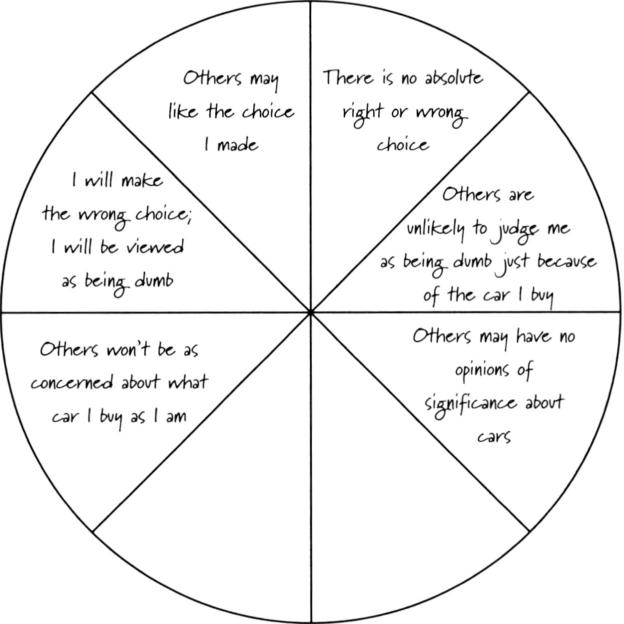 Others may
like the choice
I made
There is no absolute
right or wrong
choice
Others are
unlikely to judge me
as being dumb just because
of the car I buy
Others may have no
opinions of
significance about
cars
Others won't be as
concerned about what
car I buy as I am
I will make
the wrong choice;
I will be viewed
as being dumb